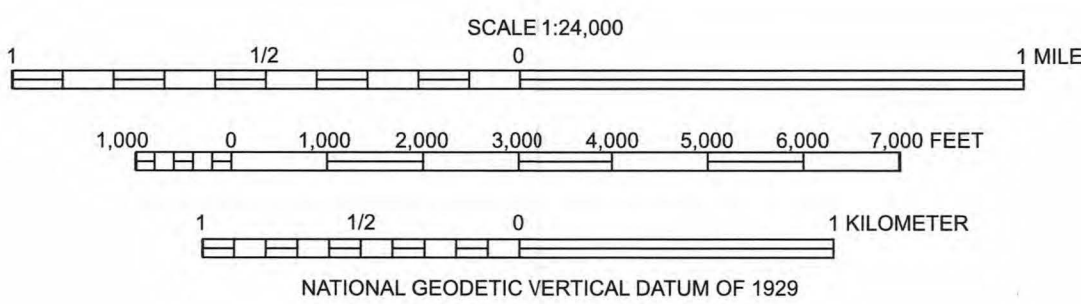 SCALE 1:24,000
1 1/2 0 1 MILE
1,000 0 1,000 2,000 3,000 4,000 5,000 6,000 7,000 FEET
1 1/2 0 1 KILOMETER
NATIONAL GEODETIC VERTICAL DATUM OF 1929